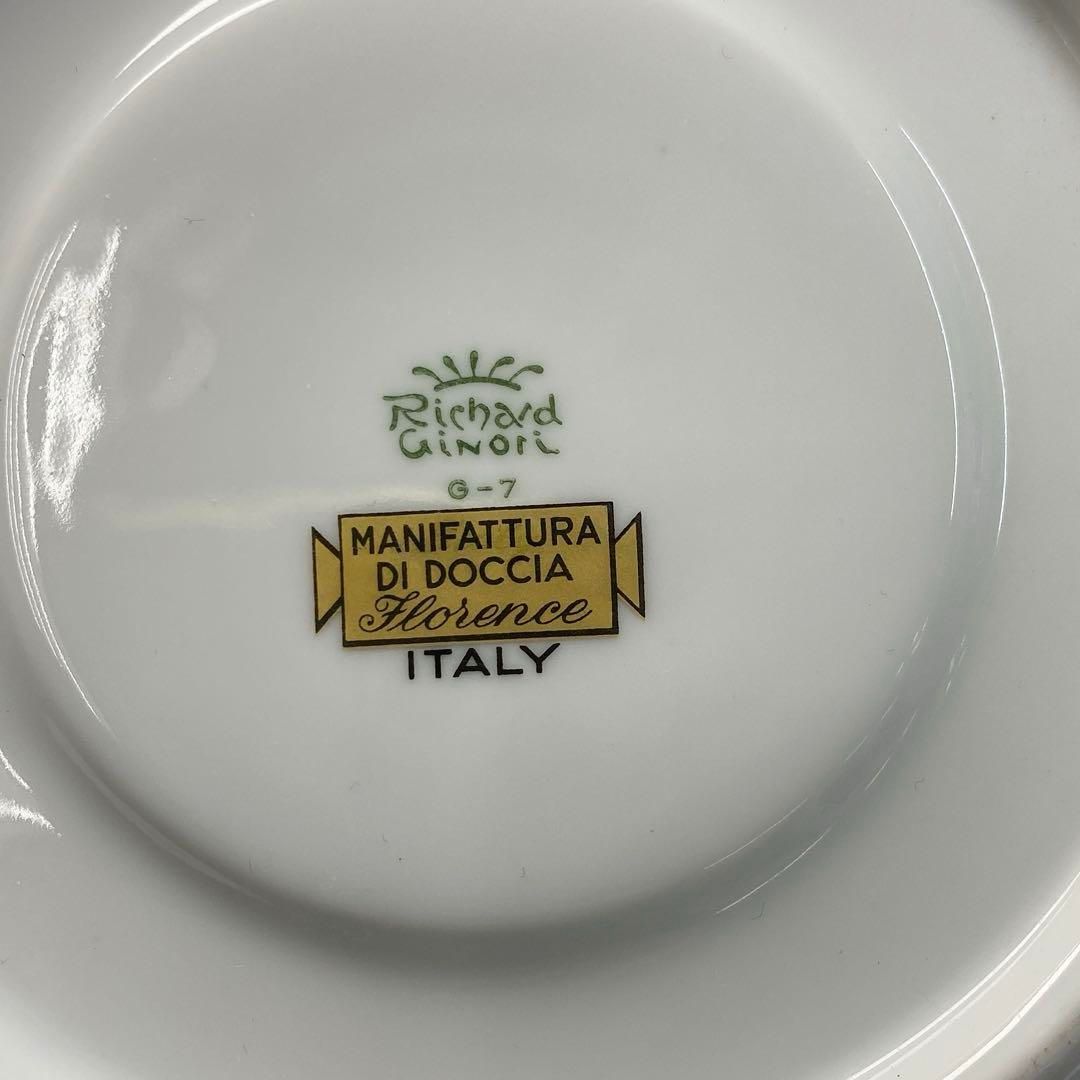 Richard
Ginori
G-7
MANIFATTURA
DI DOCCIA
Florence
ITALY